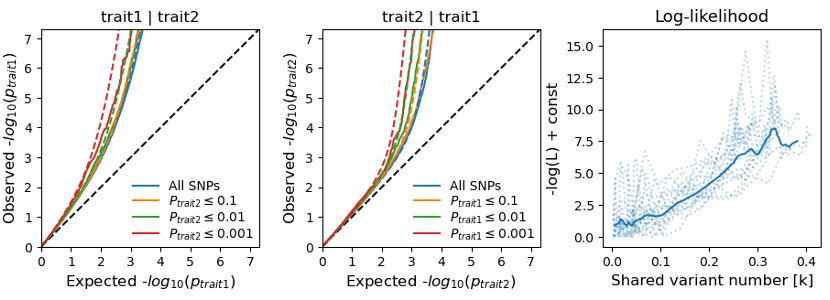 trait1 | trait2
Observed -log10(ptrait1)
7
6
5
4
3
2
1
0
0 1 2 3 4 5 6 7
Expected -log10(ptrait1)
All SNPs
Ptrait2 ≤ 0.1
Ptrait2 ≤ 0.01
Ptrait2 ≤ 0.001
trait2 | trait1
Observed -log10(ptrait2)
7
6
5
4
3
2
1
0
0 1 2 3 4 5 6 7
Expected -log10(ptrait2)
All SNPs
Ptrait1 ≤ 0.1
Ptrait1 ≤ 0.01
Ptrait1 ≤ 0.001
Log-likelihood
-log(L) + const
15.0
12.5
10.0
7.5
5.0
2.5
0.0
0.0 0.1 0.2 0.3 0.4
Shared variant number [k]